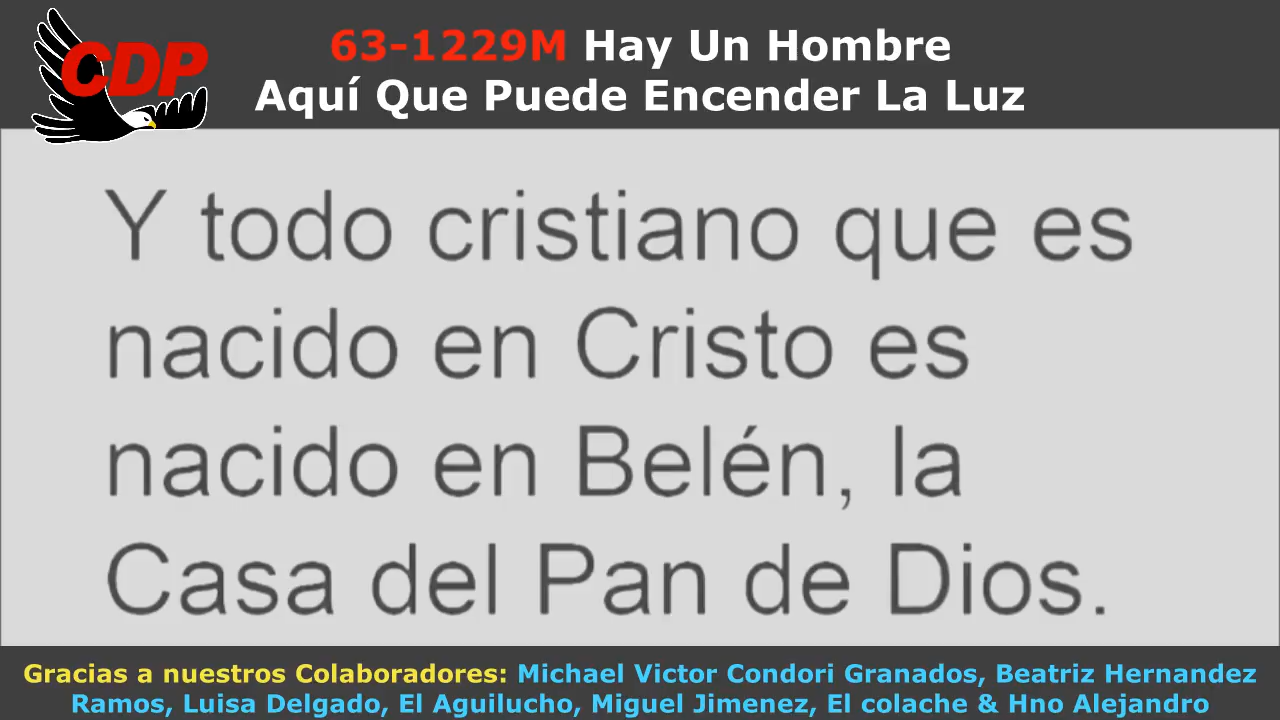 CDP
63-1229M Hay Un Hombre
Aquí Que Puede Encender La Luz
Y todo cristiano que es
nacido en Cristo es
nacido en Belén, la
Casa del Pan de Dios.
Gracias a nuestros Colaboradores: Michael Victor Condori Granados, Beatriz Hernandez
Ramos, Luisa Delgado, El Aguilucho, Miguel Jimenez, El colache & Hno Alejandro